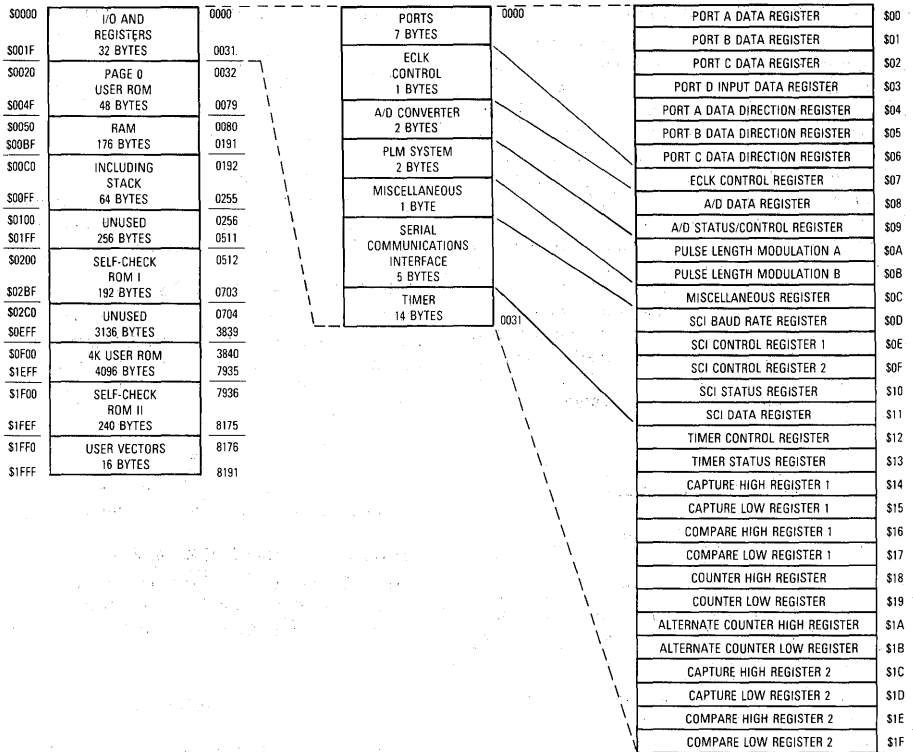 $0000
I/O AND
REGISTERS
32 BYTES
0000
$001F
0031
$0020
PAGE 0
USER ROM
48 BYTES
0032
$004F
0079
$0050
RAM
176 BYTES
0080
$00BF
0191
$00C0
INCLUDING
STACK
64 BYTES
0192
$00FF
0255
$0100
UNUSED
256 BYTES
0256
$01FF
0511
$0200
SELF-CHECK
ROM I
192 BYTES
0512
$02BF
0703
$02C0
UNUSED
3136 BYTES
0704
$0EFF
3839
$0F00
4K USER ROM
4096 BYTES
3840
$1EFF
7935
$1F00
SELF-CHECK
ROM II
240 BYTES
7936
$1FEF
8175
$1FF0
USER VECTORS
16 BYTES
8176
$1FFF
8191
PORTS
7 BYTES
0000
ECLK
CONTROL
1 BYTES
A/D CONVERTER
2 BYTES
PLM SYSTEM
2 BYTES
MISCELLANEOUS
1 BYTE
SERIAL
COMMUNICATIONS
INTERFACE
5 BYTES
TIMER
14 BYTES
0031
PORT A DATA REGISTER $00
PORT B DATA REGISTER $01
PORT C DATA REGISTER $02
PORT D INPUT DATA REGISTER $03
PORT A DATA DIRECTION REGISTER $04
PORT B DATA DIRECTION REGISTER $05
PORT C DATA DIRECTION REGISTER $06
ECLK CONTROL REGISTER $07
A/D DATA REGISTER $08
A/D STATUS/CONTROL REGISTER $09
PULSE LENGTH MODULATION A $0A
PULSE LENGTH MODULATION B $0B
MISCELLANEOUS REGISTER $0C
SCI BAUD RATE REGISTER $0D
SCI CONTROL REGISTER 1 $0E
SCI CONTROL REGISTER 2 $0F
SCI STATUS REGISTER $10
SCI DATA REGISTER $11
TIMER CONTROL REGISTER $12
TIMER STATUS REGISTER $13
CAPTURE HIGH REGISTER 1 $14
CAPTURE LOW REGISTER 1 $15
COMPARE HIGH REGISTER 1 $16
COMPARE LOW REGISTER 1 $17
COUNTER HIGH REGISTER $18
COUNTER LOW REGISTER $19
ALTERNATE COUNTER HIGH REGISTER $1A
ALTERNATE COUNTER LOW REGISTER $1B
CAPTURE HIGH REGISTER 2 $1C
CAPTURE LOW REGISTER 2 $1D
COMPARE HIGH REGISTER 2 $1E
COMPARE LOW REGISTER 2 $1F